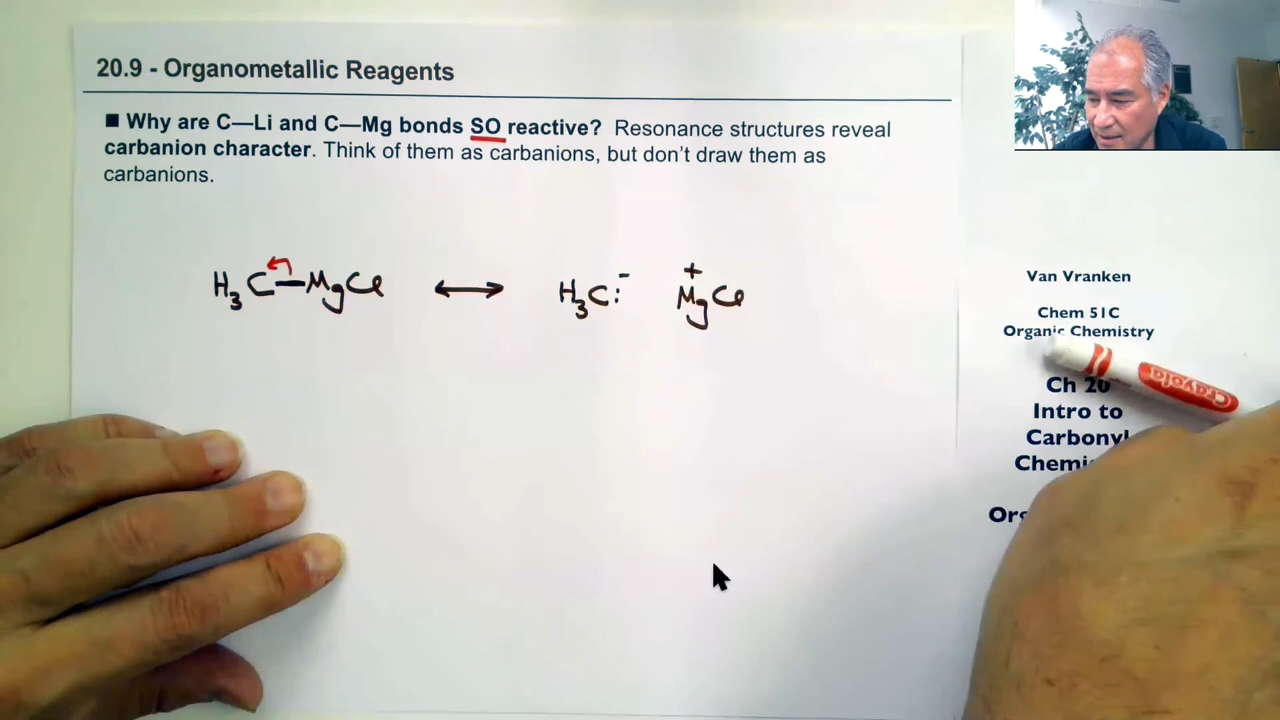 20.9 - Organometallic Reagents
■ Why are C—Li and C—Mg bonds SO reactive? Resonance structures reveal
carbanion character. Think of them as carbanions, but don't draw them as
carbanions.
H3C—MgCl ⟷ H3C:⁻ ⁺MgCl
Van Vranken
Chem 51C
Organic Chemistry
Ch 20
Intro to
Carbonyl
Crayola